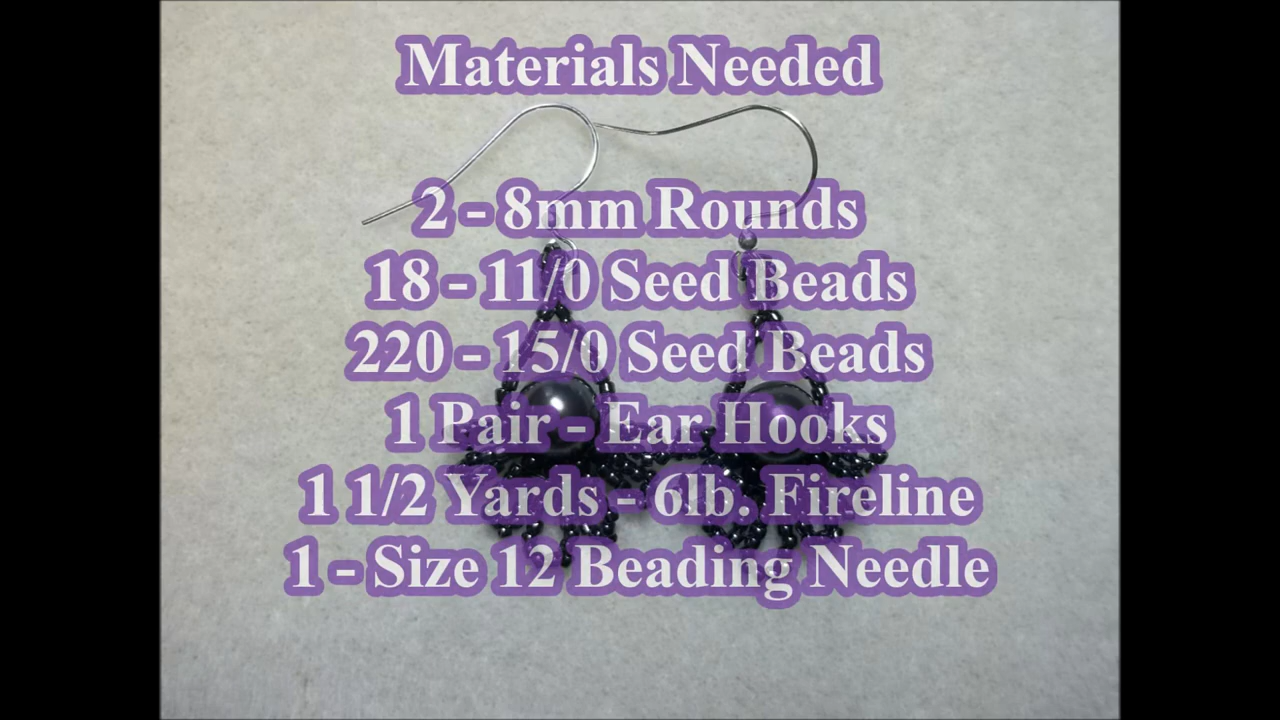 Materials Needed
2 - 8mm Rounds
18 - 11/0 Seed Beads
220 - 15/0 Seed Beads
1 Pair - Ear Hooks
1 1/2 Yards - 6lb. Fireline
1 - Size 12 Beading Needle